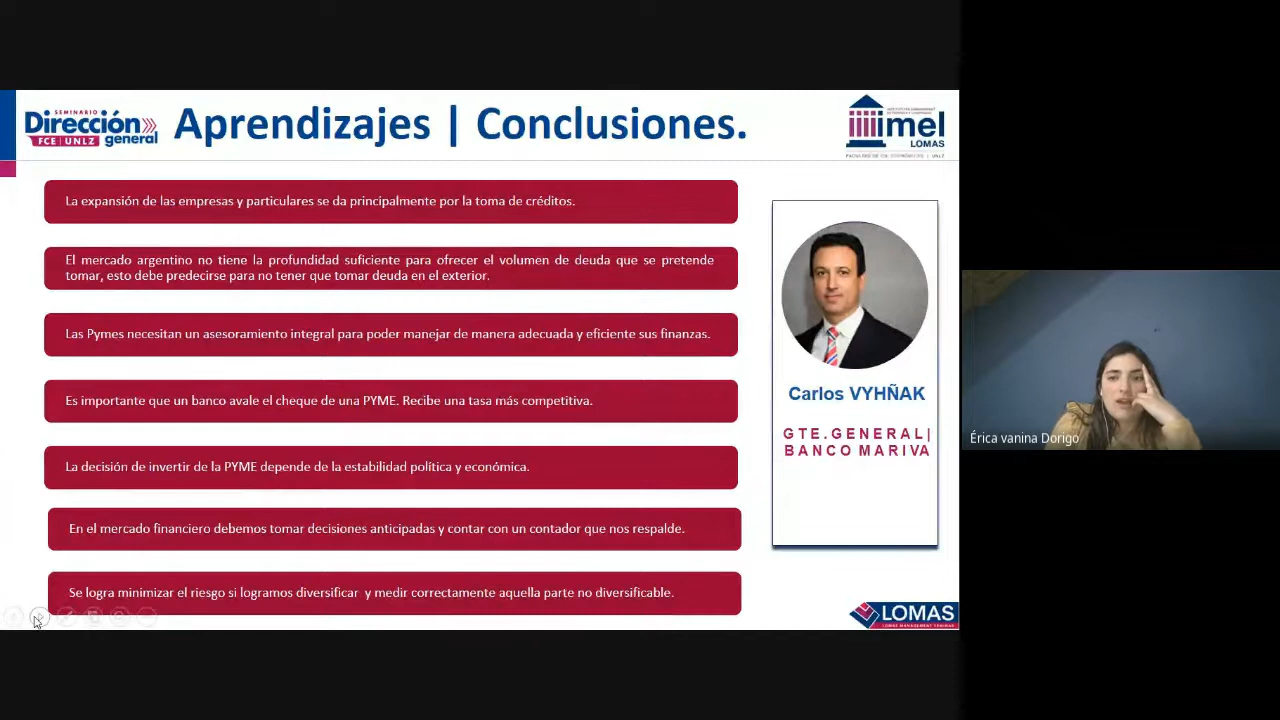 SEMINARIO
Dirección
FCE | UNLZ general
Aprendizajes | Conclusiones.
imel
LOMAS
La expansión de las empresas y particulares se da principalmente por la toma de créditos.
El mercado argentino no tiene la profundidad suficiente para ofrecer el volumen de deuda que se pretende
tomar, esto debe predecirse para no tener que tomar deuda en el exterior.
Las Pymes necesitan un asesoramiento integral para poder manejar de manera adecuada y eficiente sus finanzas.
Es importante que un banco avale el cheque de una PYME. Recibe una tasa más competitiva.
La decisión de invertir de la PYME depende de la estabilidad política y económica.
En el mercado financiero debemos tomar decisiones anticipadas y contar con un contador que nos respalde.
Se logra minimizar el riesgo si logramos diversificar y medir correctamente aquella parte no diversificable.
Carlos VYHÑAK
GTE.GENERAL|
BANCO MARIVA
LOMAS
LOMAS MANAGEMENT SEMINAR
Érica vanina Dorigo